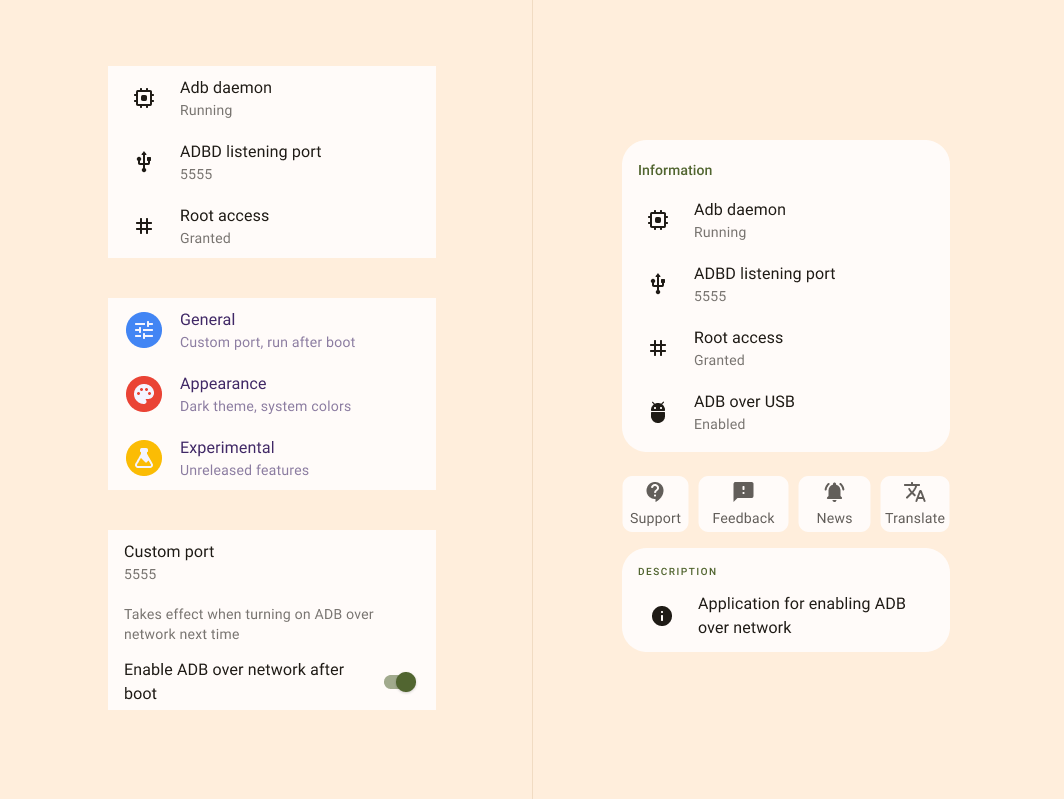 Adb daemon
Running
ADBD listening port
5555
Root access
Granted
General
Custom port, run after boot
Appearance
Dark theme, system colors
Experimental
Unreleased features
Custom port
5555
Takes effect when turning on ADB over
network next time
Enable ADB over network after
boot
Information
Adb daemon
Running
ADBD listening port
5555
Root access
Granted
ADB over USB
Enabled
Support
Feedback
News
Translate
DESCRIPTION
Application for enabling ADB
over network